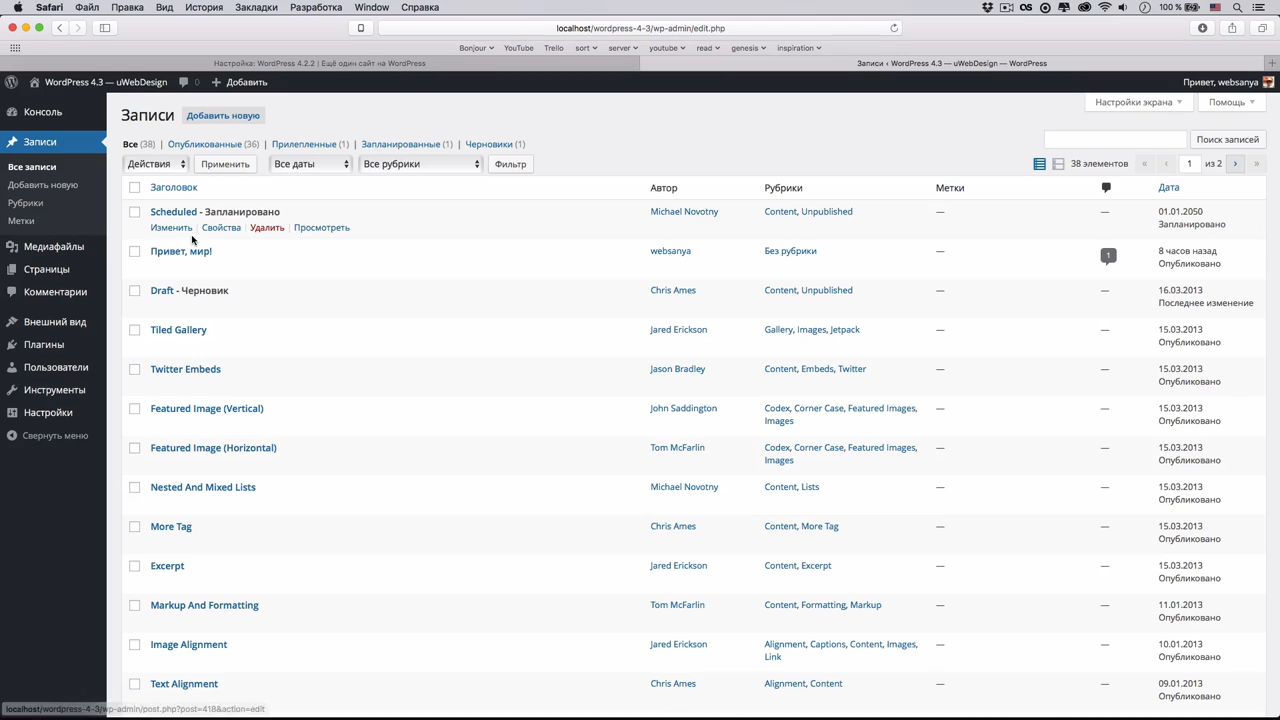 Safari Файл Правка Вид История Закладки Разработка Window Справка 100 %
localhost/wordpress-4-3/wp-admin/edit.php
Bonjour YouTube Trello sort server youtube read genesis inspiration
Настройка: WordPress 4.2.2 | Ещё один сайт на WordPress
Записи ‹ WordPress 4.3 — uWebDesign — WordPress
WordPress 4.3 — uWebDesign 0 + Добавить Привет, websanya
Консоль
Записи
Все записи
Добавить новую
Рубрики
Метки
Медиафайлы
Страницы
Комментарии
Внешний вид
Плагины
Пользователи
Инструменты
Настройки
Свернуть меню
Настройки экрана Помощь
Записи Добавить новую
Все (38) | Опубликованные (36) | Прилепленные (1) | Запланированные (1) | Черновики (1)
Поиск записей
Действия Применить Все даты Все рубрики Фильтр 38 элементов « ‹ 1 из 2 › »
Заголовок Автор Рубрики Метки Дата
Scheduled - Запланировано Michael Novotny Content, Unpublished — — 01.01.2050
Запланировано
Изменить | Свойства | Удалить | Просмотреть
Привет, мир! websanya Без рубрики — 1 8 часов назад
Опубликовано
Draft - Черновик Chris Ames Content, Unpublished — — 16.03.2013
Последнее изменение
Tiled Gallery Jared Erickson Gallery, Images, Jetpack — — 15.03.2013
Опубликовано
Twitter Embeds Jason Bradley Content, Embeds, Twitter — — 15.03.2013
Опубликовано
Featured Image (Vertical) John Saddington Codex, Corner Case, Featured Images, — — 15.03.2013
Images Опубликовано
Featured Image (Horizontal) Tom McFarlin Codex, Corner Case, Featured Images, — — 15.03.2013
Images Опубликовано
Nested And Mixed Lists Michael Novotny Content, Lists — — 15.03.2013
Опубликовано
More Tag Chris Ames Content, More Tag — — 15.03.2013
Опубликовано
Excerpt Jared Erickson Content, Excerpt — — 15.03.2013
Опубликовано
Markup And Formatting Tom McFarlin Content, Formatting, Markup — — 11.01.2013
Опубликовано
Image Alignment Jared Erickson Alignment, Captions, Content, Images, — — 10.01.2013
Link Опубликовано
Text Alignment Chris Ames Alignment, Content — — 09.01.2013
Опубликовано
localhost/wordpress-4-3/wp-admin/post.php?post=418&action=edit